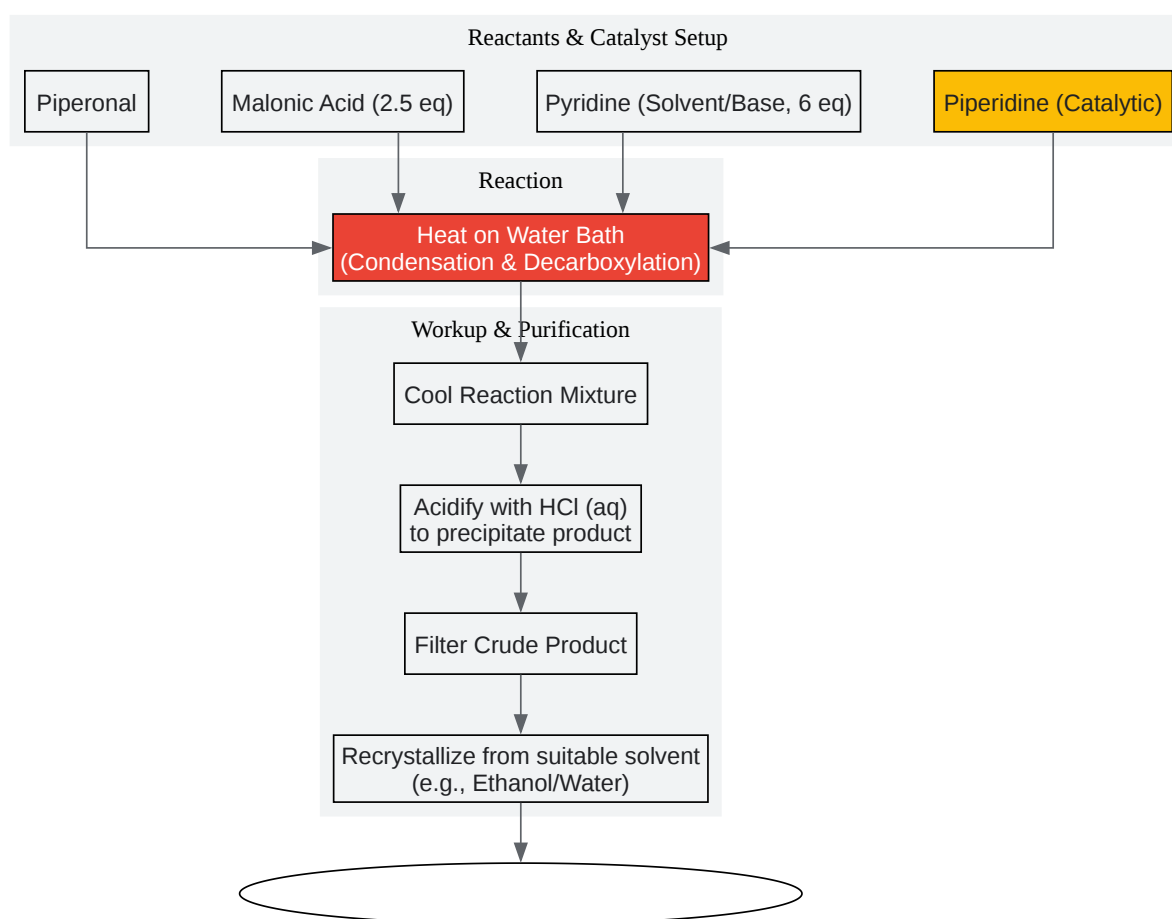 Reactants & Catalyst Setup
Piperonal
Malonic Acid (2.5 eq)
Pyridine (Solvent/Base, 6 eq)
Piperidine (Catalytic)
Reaction
Heat on Water Bath
(Condensation & Decarboxylation)
Workup & Purification
Cool Reaction Mixture
Acidify with HCl (aq)
to precipitate product
Filter Crude Product
Recrystallize from suitable solvent
(e.g., Ethanol/Water)